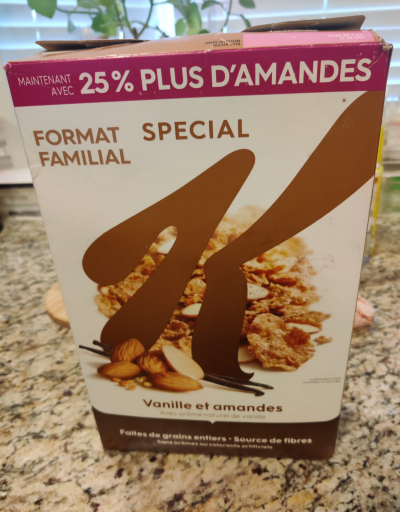 MAINTENANT
AVEC
25% PLUS D'AMANDES
FORMAT
FAMILIAL
SPECIAL
K
Vanille et amandes
Avec arôme naturel de vanille
Faites de grains entiers • Source de fibres
Sans arômes ou colorants artificiels